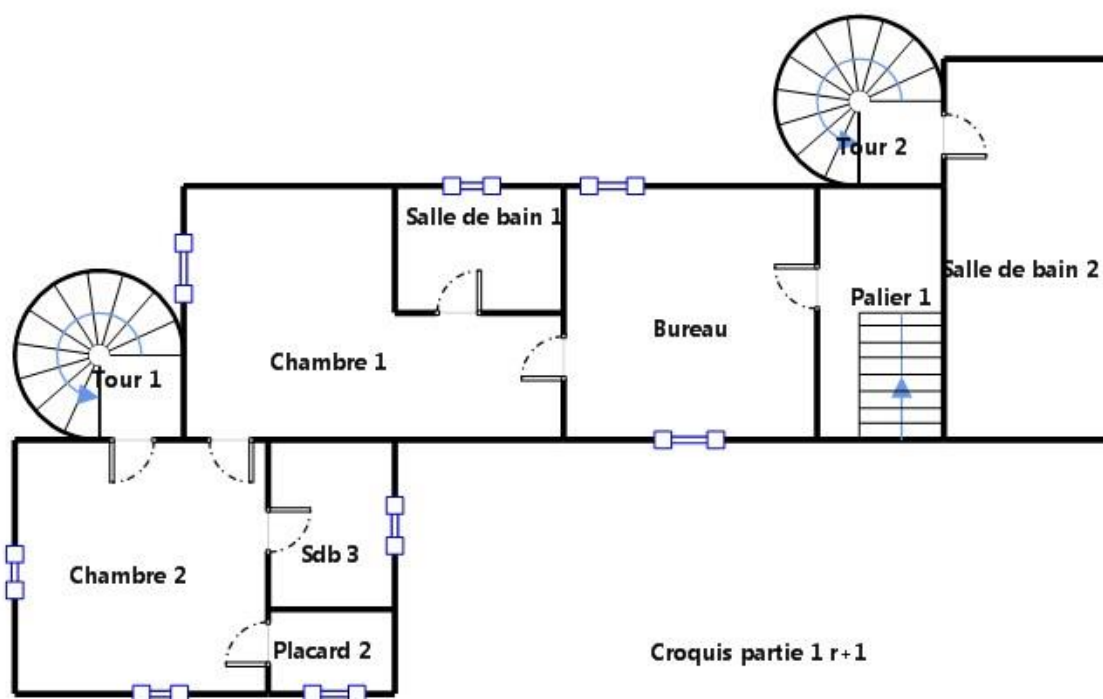 Tour 2
Salle de bain 1
Salle de bain 2
Palier 1
Bureau
Chambre 1
Tour 1
Sdb 3
Chambre 2
Placard 2
Croquis partie 1 r+1